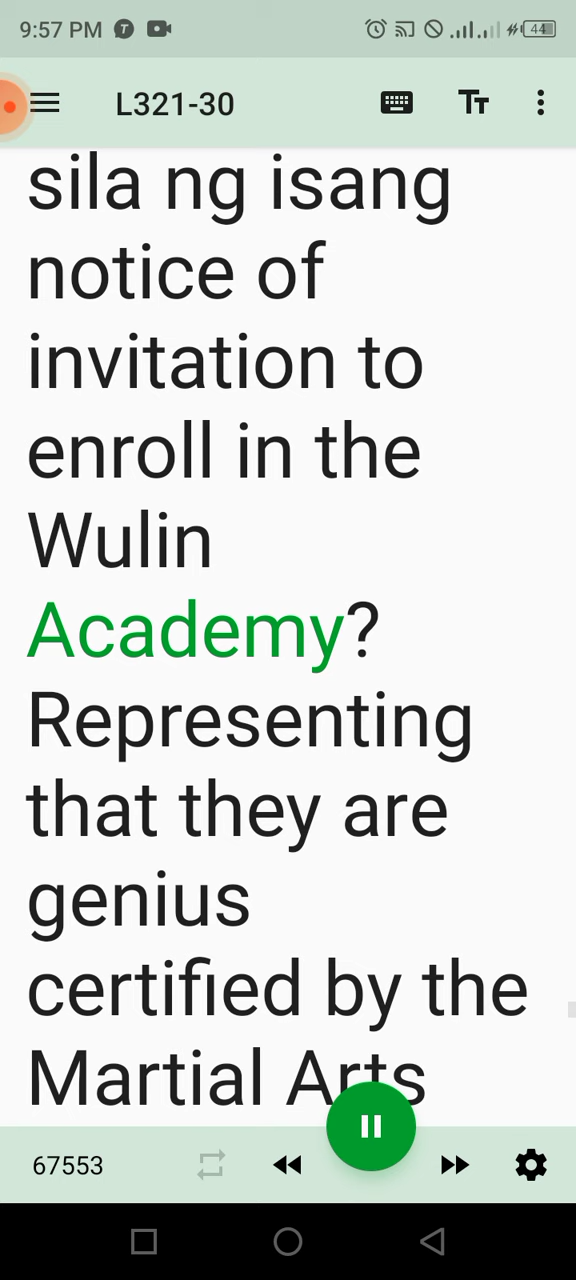 9:57 PM
44
L321-30
sila ng isang
notice of
invitation to
enroll in the
Wulin
Academy?
Representing
that they are
genius
certified by the
Martial Arts
67553